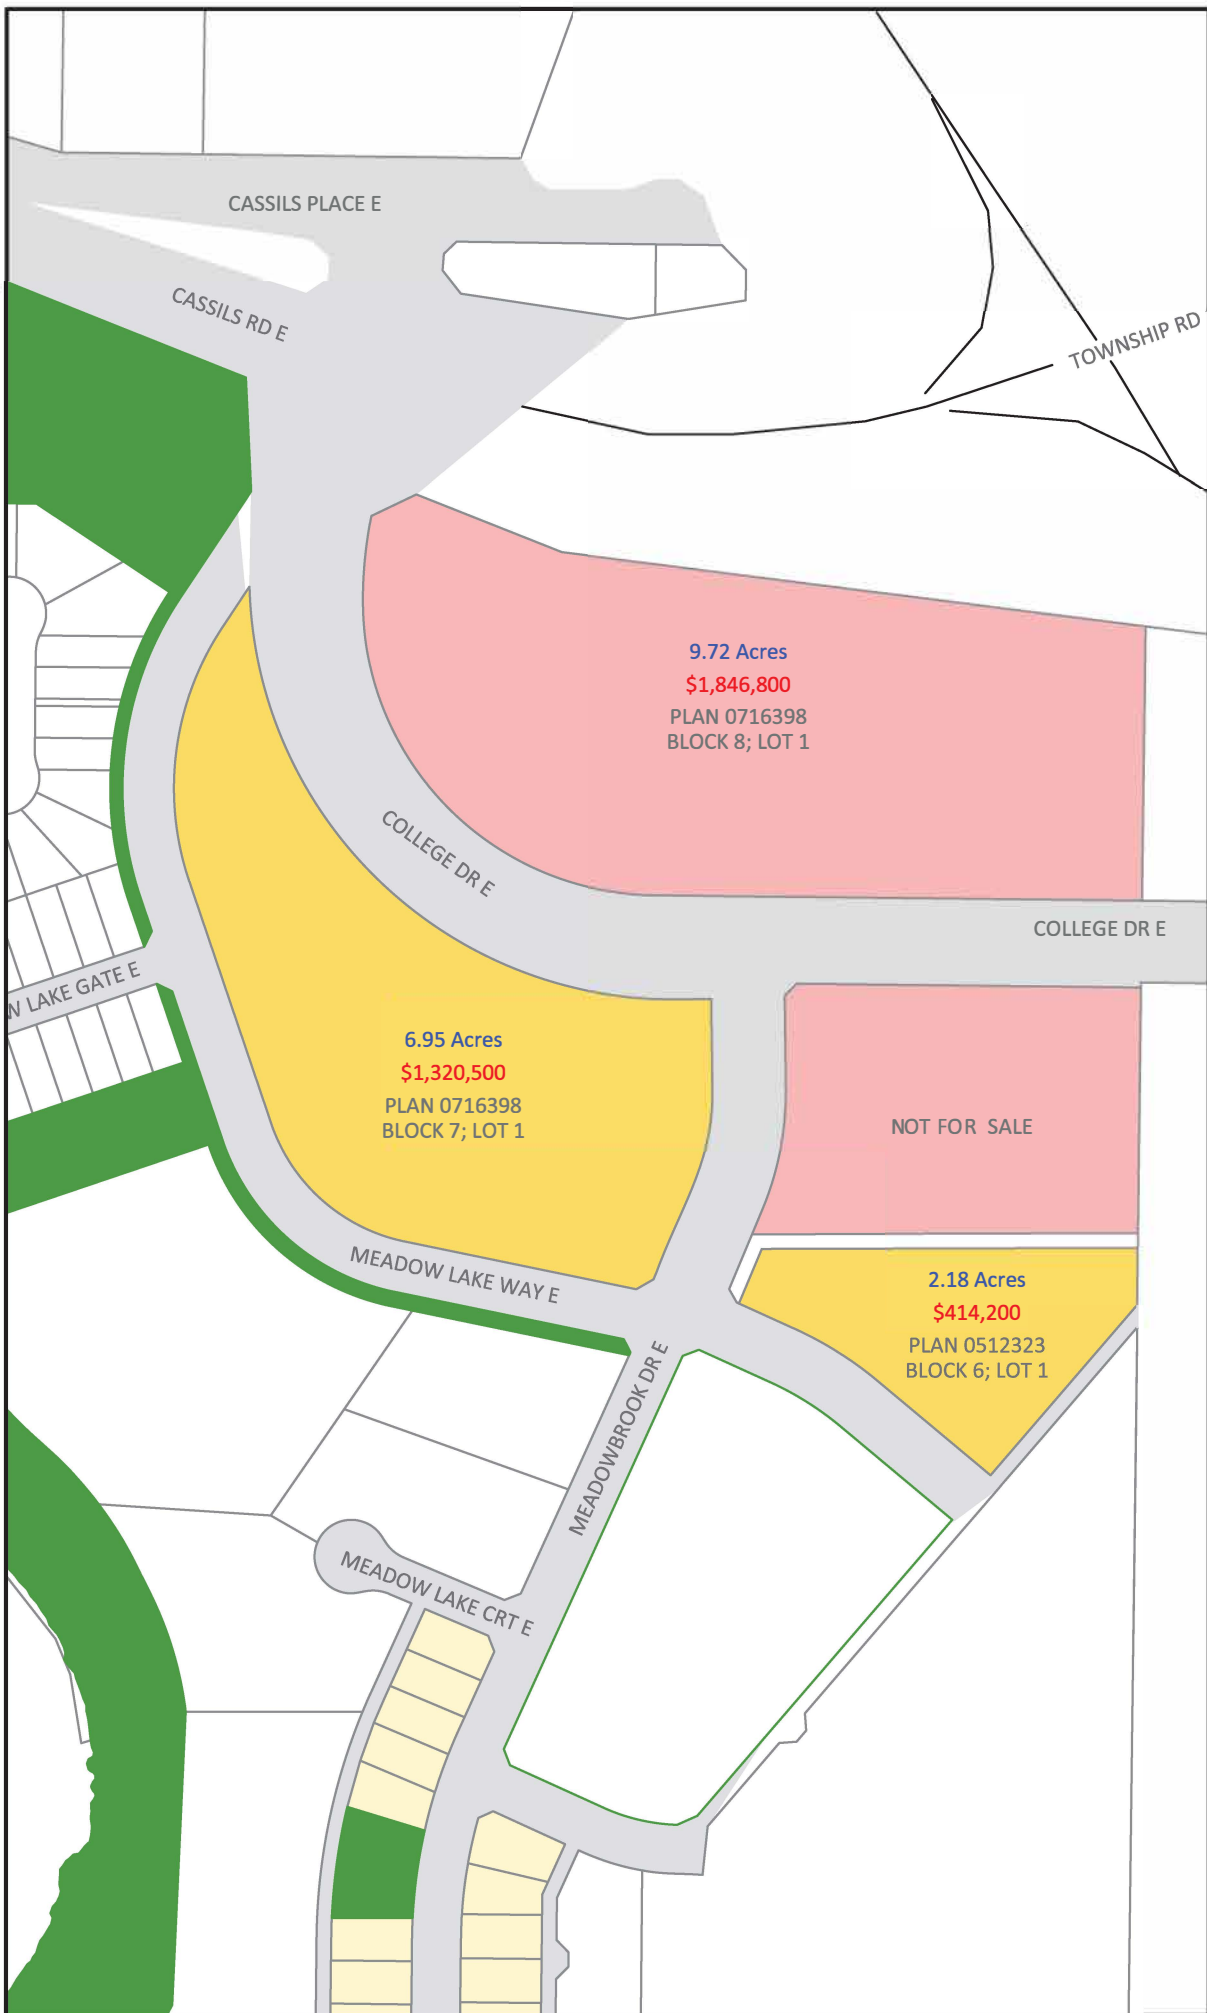 CASSILS PLACE E
CASSILS RD E
TOWNSHIP RD
9.72 Acres
$1,846,800
PLAN 0716398
BLOCK 8; LOT 1
COLLEGE DR E
COLLEGE DR E
W LAKE GATE E
6.95 Acres
$1,320,500
PLAN 0716398
BLOCK 7; LOT 1
NOT FOR SALE
MEADOW LAKE WAY E
2.18 Acres
$414,200
PLAN 0512323
BLOCK 6; LOT 1
MEADOWBROOK DR E
MEADOW LAKE CRT E